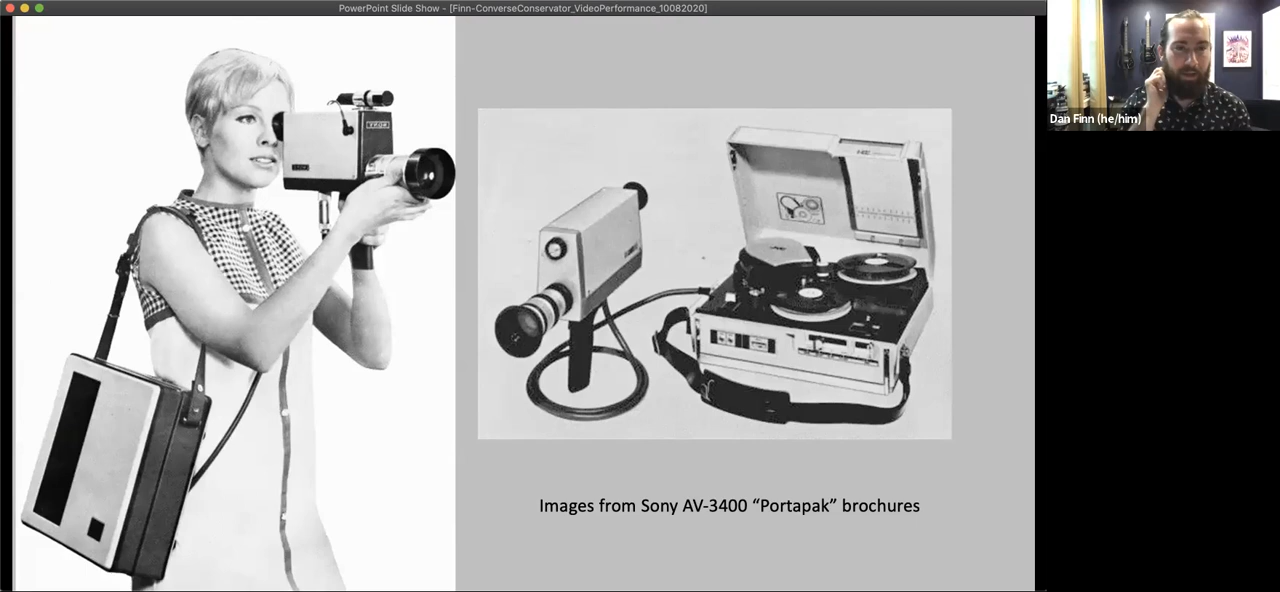 PowerPoint Slide Show - [Finn-ConverseConservator_VideoPerformance_10082020]
Dan Finn (he/him)
Images from Sony AV-3400 “Portapak” brochures